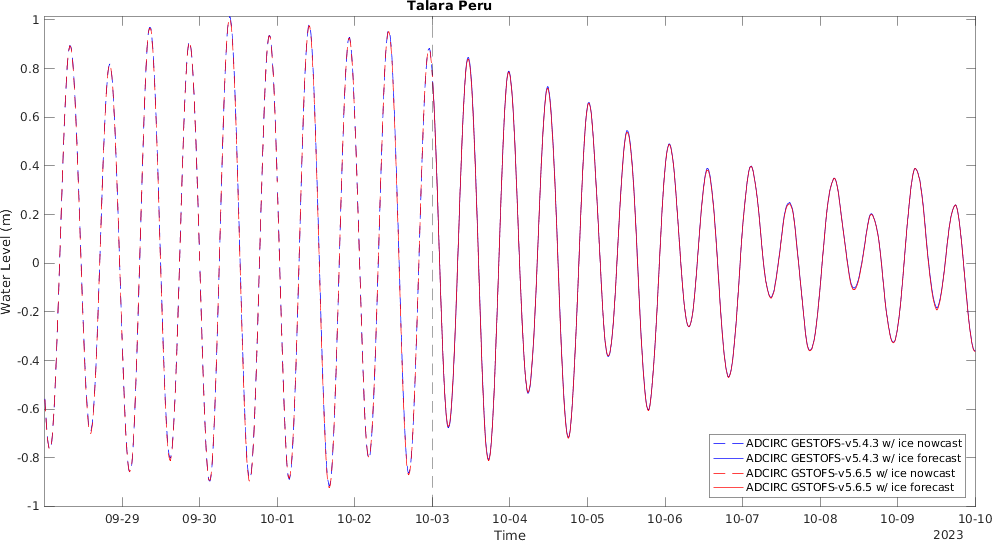 Talara Peru
1
0.8
0.6
0.4
0.2
0
-0.2
-0.4
-0.6
-0.8
-1
Water Level (m)
ADCIRC GESTOFS-v5.4.3 w/ ice nowcast
ADCIRC GESTOFS-v5.4.3 w/ ice forecast
ADCIRC GSTOFS-v5.6.5 w/ ice nowcast
ADCIRC GSTOFS-v5.6.5 w/ ice forecast
09-29 09-30 10-01 10-02 10-03 10-04 10-05 10-06 10-07 10-08 10-09 10-10
Time
2023